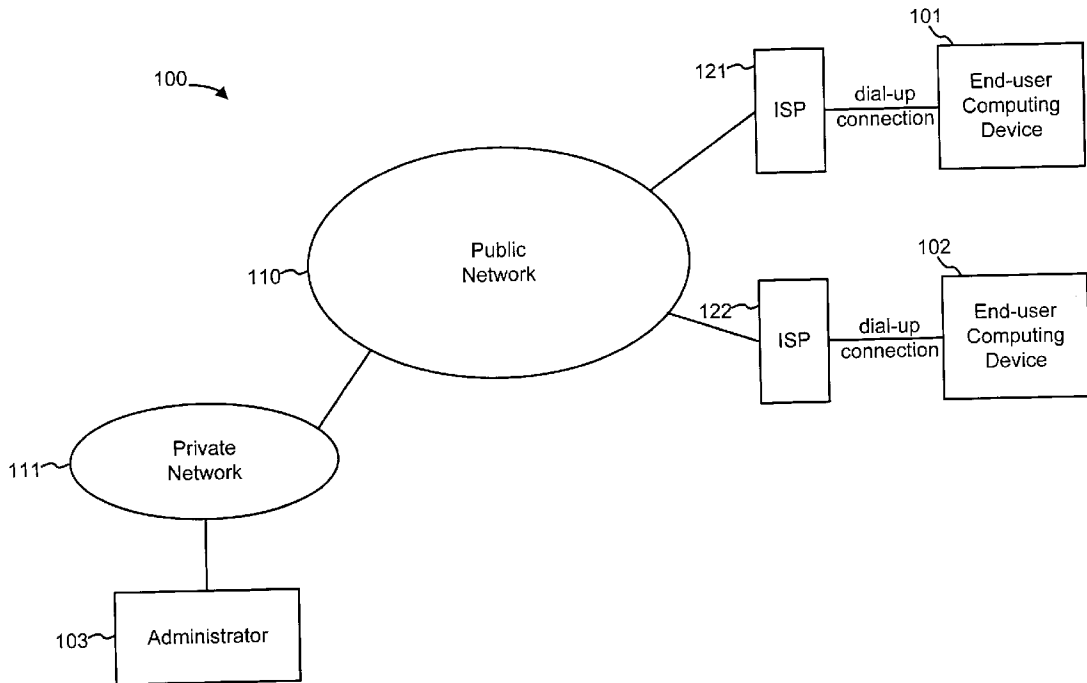 100
121
ISP
dial-up
connection
101
End-user
Computing
Device
110
Public
Network
122
ISP
dial-up
connection
102
End-user
Computing
Device
111
Private
Network
103
Administrator